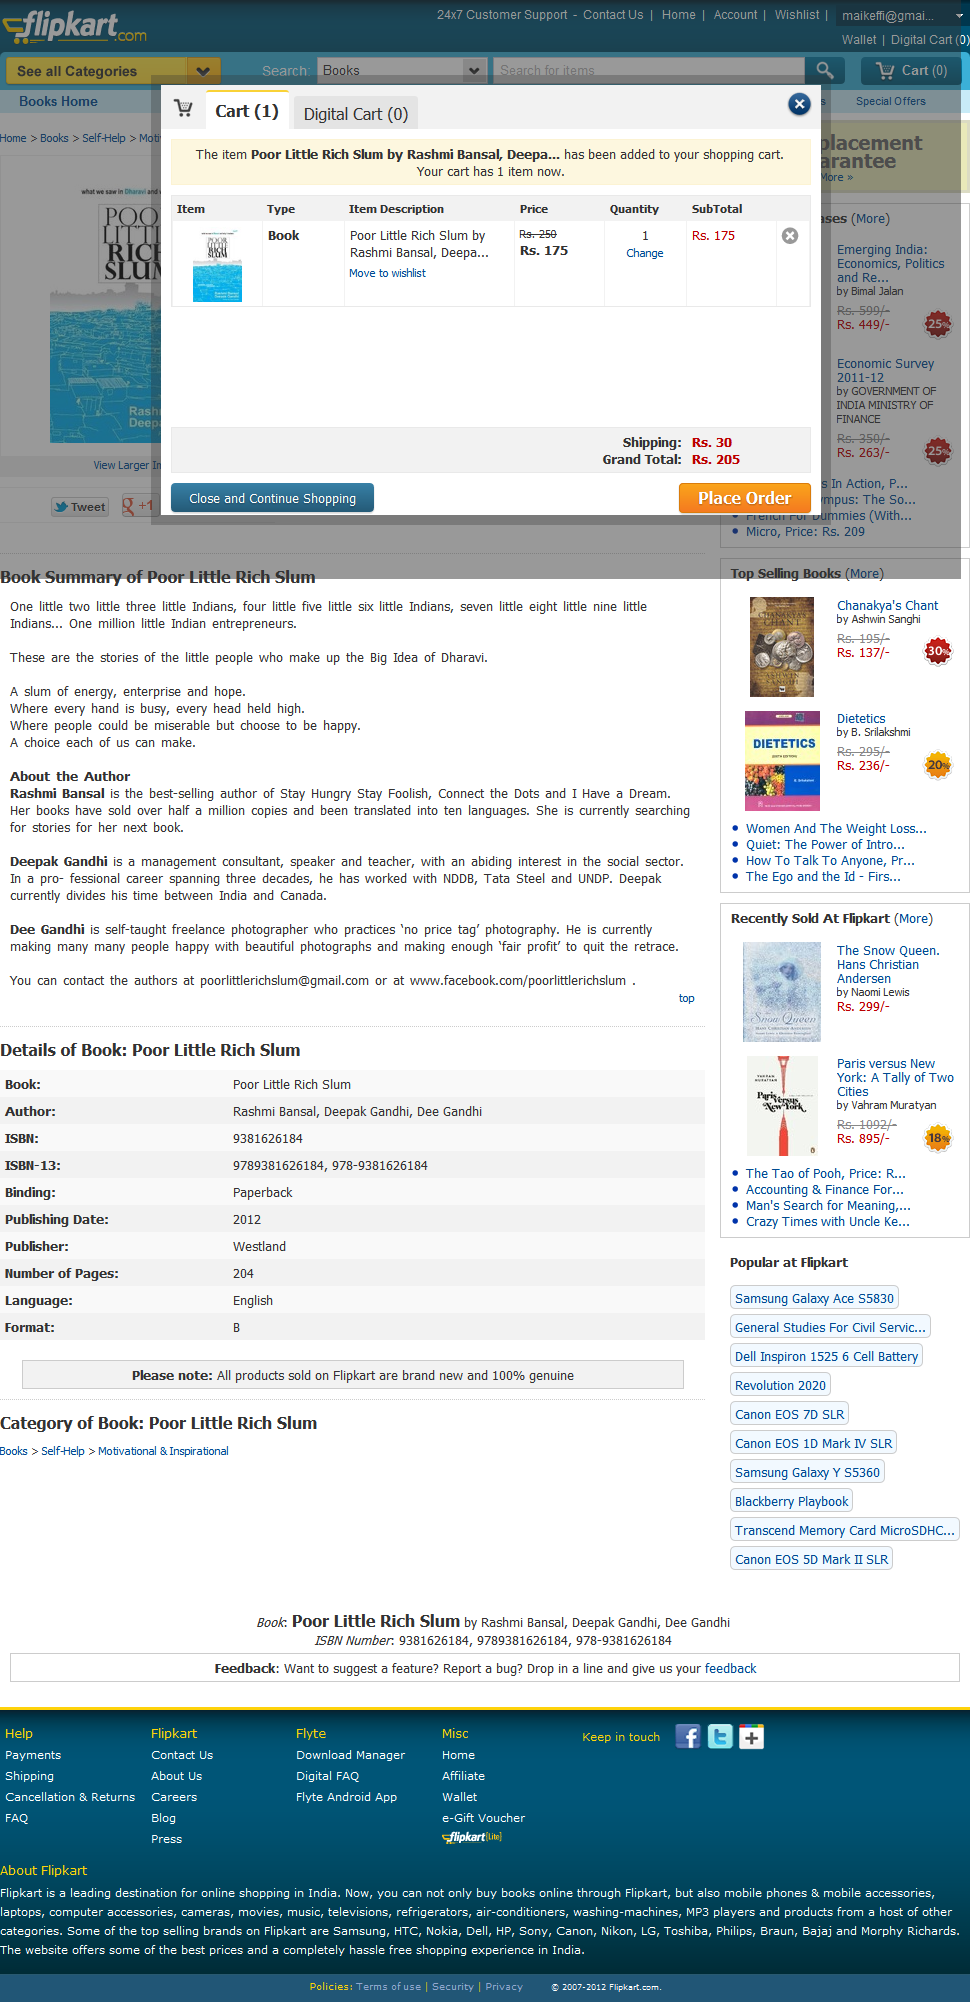 flipkart.com
24x7 Customer Support - Contact Us | Home | Account | Wishlist | maikeffi@gmai...
Wallet | Digital Cart (0)
See all Categories
Search: Books Search for items
Cart (0)
Books Home
Special Offers
Home > Books > Self-Help >
Cart (1)
Digital Cart (0)
The item Poor Little Rich Slum by Rashmi Bansal, Deepa... has been added to your shopping cart.
Your cart has 1 item now.
Item Type Item Description Price Quantity SubTotal
Book
Poor Little Rich Slum by
Rashmi Bansal, Deepa...
Move to wishlist
Rs. 250
Rs. 175
1
Change
Rs. 175
Shipping: Rs. 30
Grand Total: Rs. 205
Close and Continue Shopping
Place Order
what we saw in Dharavi and
POOR
LITTLE
RICH
SLUM
View Larger
Tweet
+1
More »
(More)
Emerging India:
Economics, Politics
and Re...
by Bimal Jalan
Rs. 599/-
Rs. 449/-
25%
Economic Survey
2011-12
by GOVERNMENT OF
INDIA MINISTRY OF
FINANCE
Rs. 350/-
Rs. 263/-
25%
s In Action, P...
ympus: The So...
French For Dummies (With...
Micro, Price: Rs. 209
Book Summary of Poor Little Rich Slum
One little two little three little Indians, four little five little six little Indians, seven little eight little nine little
Indians... One million little Indian entrepreneurs.
These are the stories of the little people who make up the Big Idea of Dharavi.
A slum of energy, enterprise and hope.
Where every hand is busy, every head held high.
Where people could be miserable but choose to be happy.
A choice each of us can make.
About the Author
Rashmi Bansal is the best-selling author of Stay Hungry Stay Foolish, Connect the Dots and I Have a Dream.
Her books have sold over half a million copies and been translated into ten languages. She is currently searching
for stories for her next book.
Deepak Gandhi is a management consultant, speaker and teacher, with an abiding interest in the social sector.
In a pro- fessional career spanning three decades, he has worked with NDDB, Tata Steel and UNDP. Deepak
currently divides his time between India and Canada.
Dee Gandhi is self-taught freelance photographer who practices ‘no price tag’ photography. He is currently
making many many people happy with beautiful photographs and making enough ‘fair profit’ to quit the retrace.
You can contact the authors at poorlittlerichslum@gmail.com or at www.facebook.com/poorlittlerichslum .
top
Details of Book: Poor Little Rich Slum
Book: Poor Little Rich Slum
Author: Rashmi Bansal, Deepak Gandhi, Dee Gandhi
ISBN: 9381626184
ISBN-13: 9789381626184, 978-9381626184
Binding: Paperback
Publishing Date: 2012
Publisher: Westland
Number of Pages: 204
Language: English
Format: B
Please note: All products sold on Flipkart are brand new and 100% genuine
Category of Book: Poor Little Rich Slum
Books > Self-Help > Motivational & Inspirational
Top Selling Books (More)
Chanakya's Chant
by Ashwin Sanghi
Rs. 195/-
Rs. 137/-
30%
Dietetics
by B. Srilakshmi
Rs. 295/-
Rs. 236/-
20%
DIETETICS
Women And The Weight Loss...
Quiet: The Power of Intro...
How To Talk To Anyone, Pr...
The Ego and the Id - Firs...
Recently Sold At Flipkart (More)
The Snow Queen.
Hans Christian
Andersen
by Naomi Lewis
Rs. 299/-
Snow Queen
Paris versus New
York: A Tally of Two
Cities
by Vahram Muratyan
Rs. 1092/-
Rs. 895/-
18%
Paris versus New York
The Tao of Pooh, Price: R...
Accounting & Finance For...
Man's Search for Meaning,...
Crazy Times with Uncle Ke...
Popular at Flipkart
Samsung Galaxy Ace S5830
General Studies For Civil Servic...
Dell Inspiron 1525 6 Cell Battery
Revolution 2020
Canon EOS 7D SLR
Canon EOS 1D Mark IV SLR
Samsung Galaxy Y S5360
Blackberry Playbook
Transcend Memory Card MicroSDHC...
Canon EOS 5D Mark II SLR
Book: Poor Little Rich Slum by Rashmi Bansal, Deepak Gandhi, Dee Gandhi
ISBN Number: 9381626184, 9789381626184, 978-9381626184
Feedback: Want to suggest a feature? Report a bug? Drop in a line and give us your feedback
Help
Payments
Shipping
Cancellation & Returns
FAQ
Flipkart
Contact Us
About Us
Careers
Blog
Press
Flyte
Download Manager
Digital FAQ
Flyte Android App
Misc
Home
Affiliate
Wallet
e-Gift Voucher
flipkart[lite]
Keep in touch
About Flipkart
Flipkart is a leading destination for online shopping in India. Now, you can not only buy books online through Flipkart, but also mobile phones & mobile accessories,
laptops, computer accessories, cameras, movies, music, televisions, refrigerators, air-conditioners, washing-machines, MP3 players and products from a host of other
categories. Some of the top selling brands on Flipkart are Samsung, HTC, Nokia, Dell, HP, Sony, Canon, Nikon, LG, Toshiba, Philips, Braun, Bajaj and Morphy Richards.
The website offers some of the best prices and a completely hassle free shopping experience in India.
Policies: Terms of use | Security | Privacy © 2007-2012 Flipkart.com.